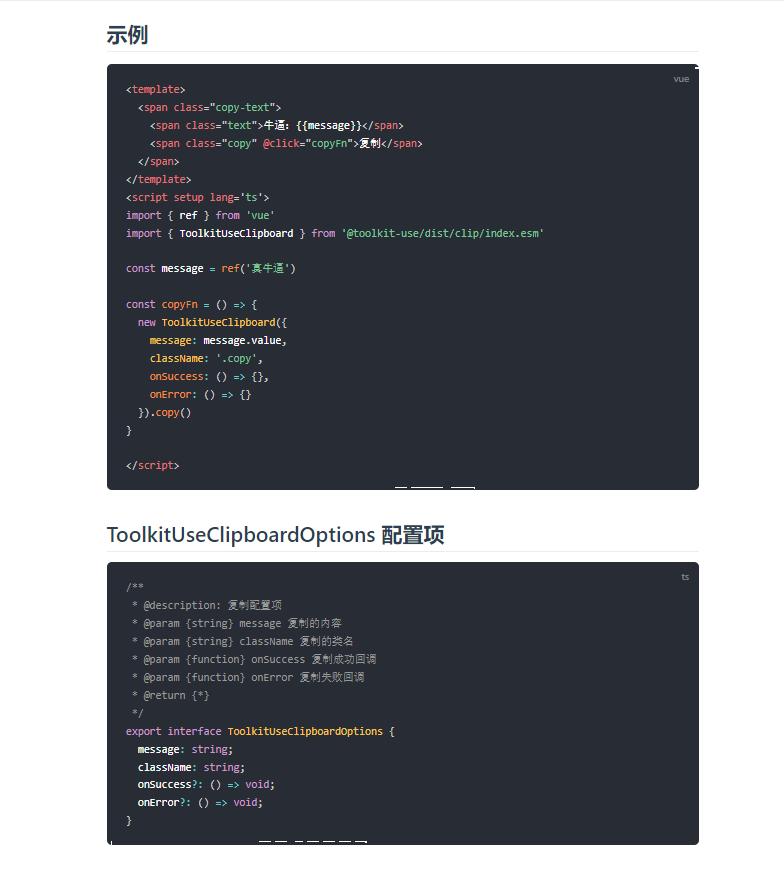 示例
vue
<template>
  <span class="copy-text">
    <span class="text">牛逼：{{message}}</span>
    <span class="copy" @click="copyFn">复制</span>
  </span>
</template>
<script setup lang='ts'>
import { ref } from 'vue'
import { ToolkitUseClipboard } from '@toolkit-use/dist/clip/index.esm'

const message = ref('真牛逼')

const copyFn = () => {
  new ToolkitUseClipboard({
    message: message.value,
    className: '.copy',
    onSuccess: () => {},
    onError: () => {}
  }).copy()
}

</script>
ToolkitUseClipboardOptions 配置项
ts
/**
 * @description: 复制配置项
 * @param {string} message 复制的内容
 * @param {string} className 复制的类名
 * @param {function} onSuccess 复制成功回调
 * @param {function} onError 复制失败回调
 * @return {*}
 */
export interface ToolkitUseClipboardOptions {
  message: string;
  className: string;
  onSuccess?: () => void;
  onError?: () => void;
}